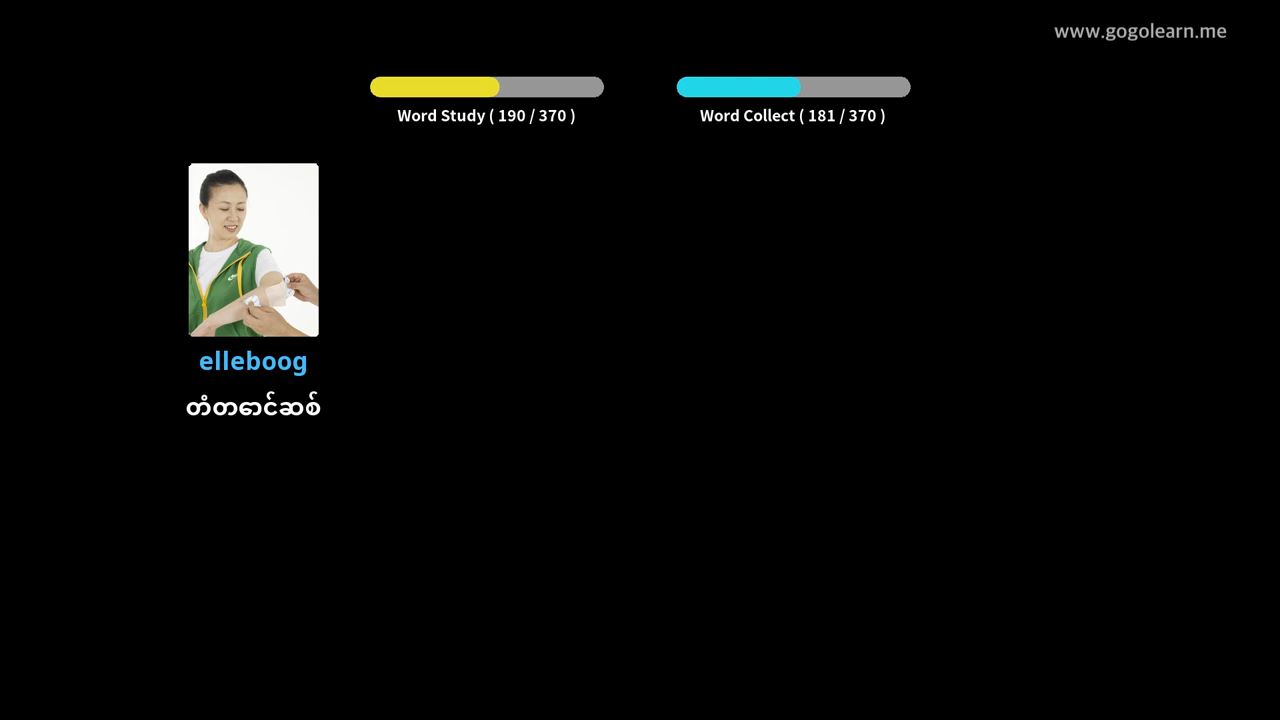 www.gogolearn.me
Word Study ( 190 / 370 )
Word Collect ( 181 / 370 )
elleboog
တံတောင်ဆစ်